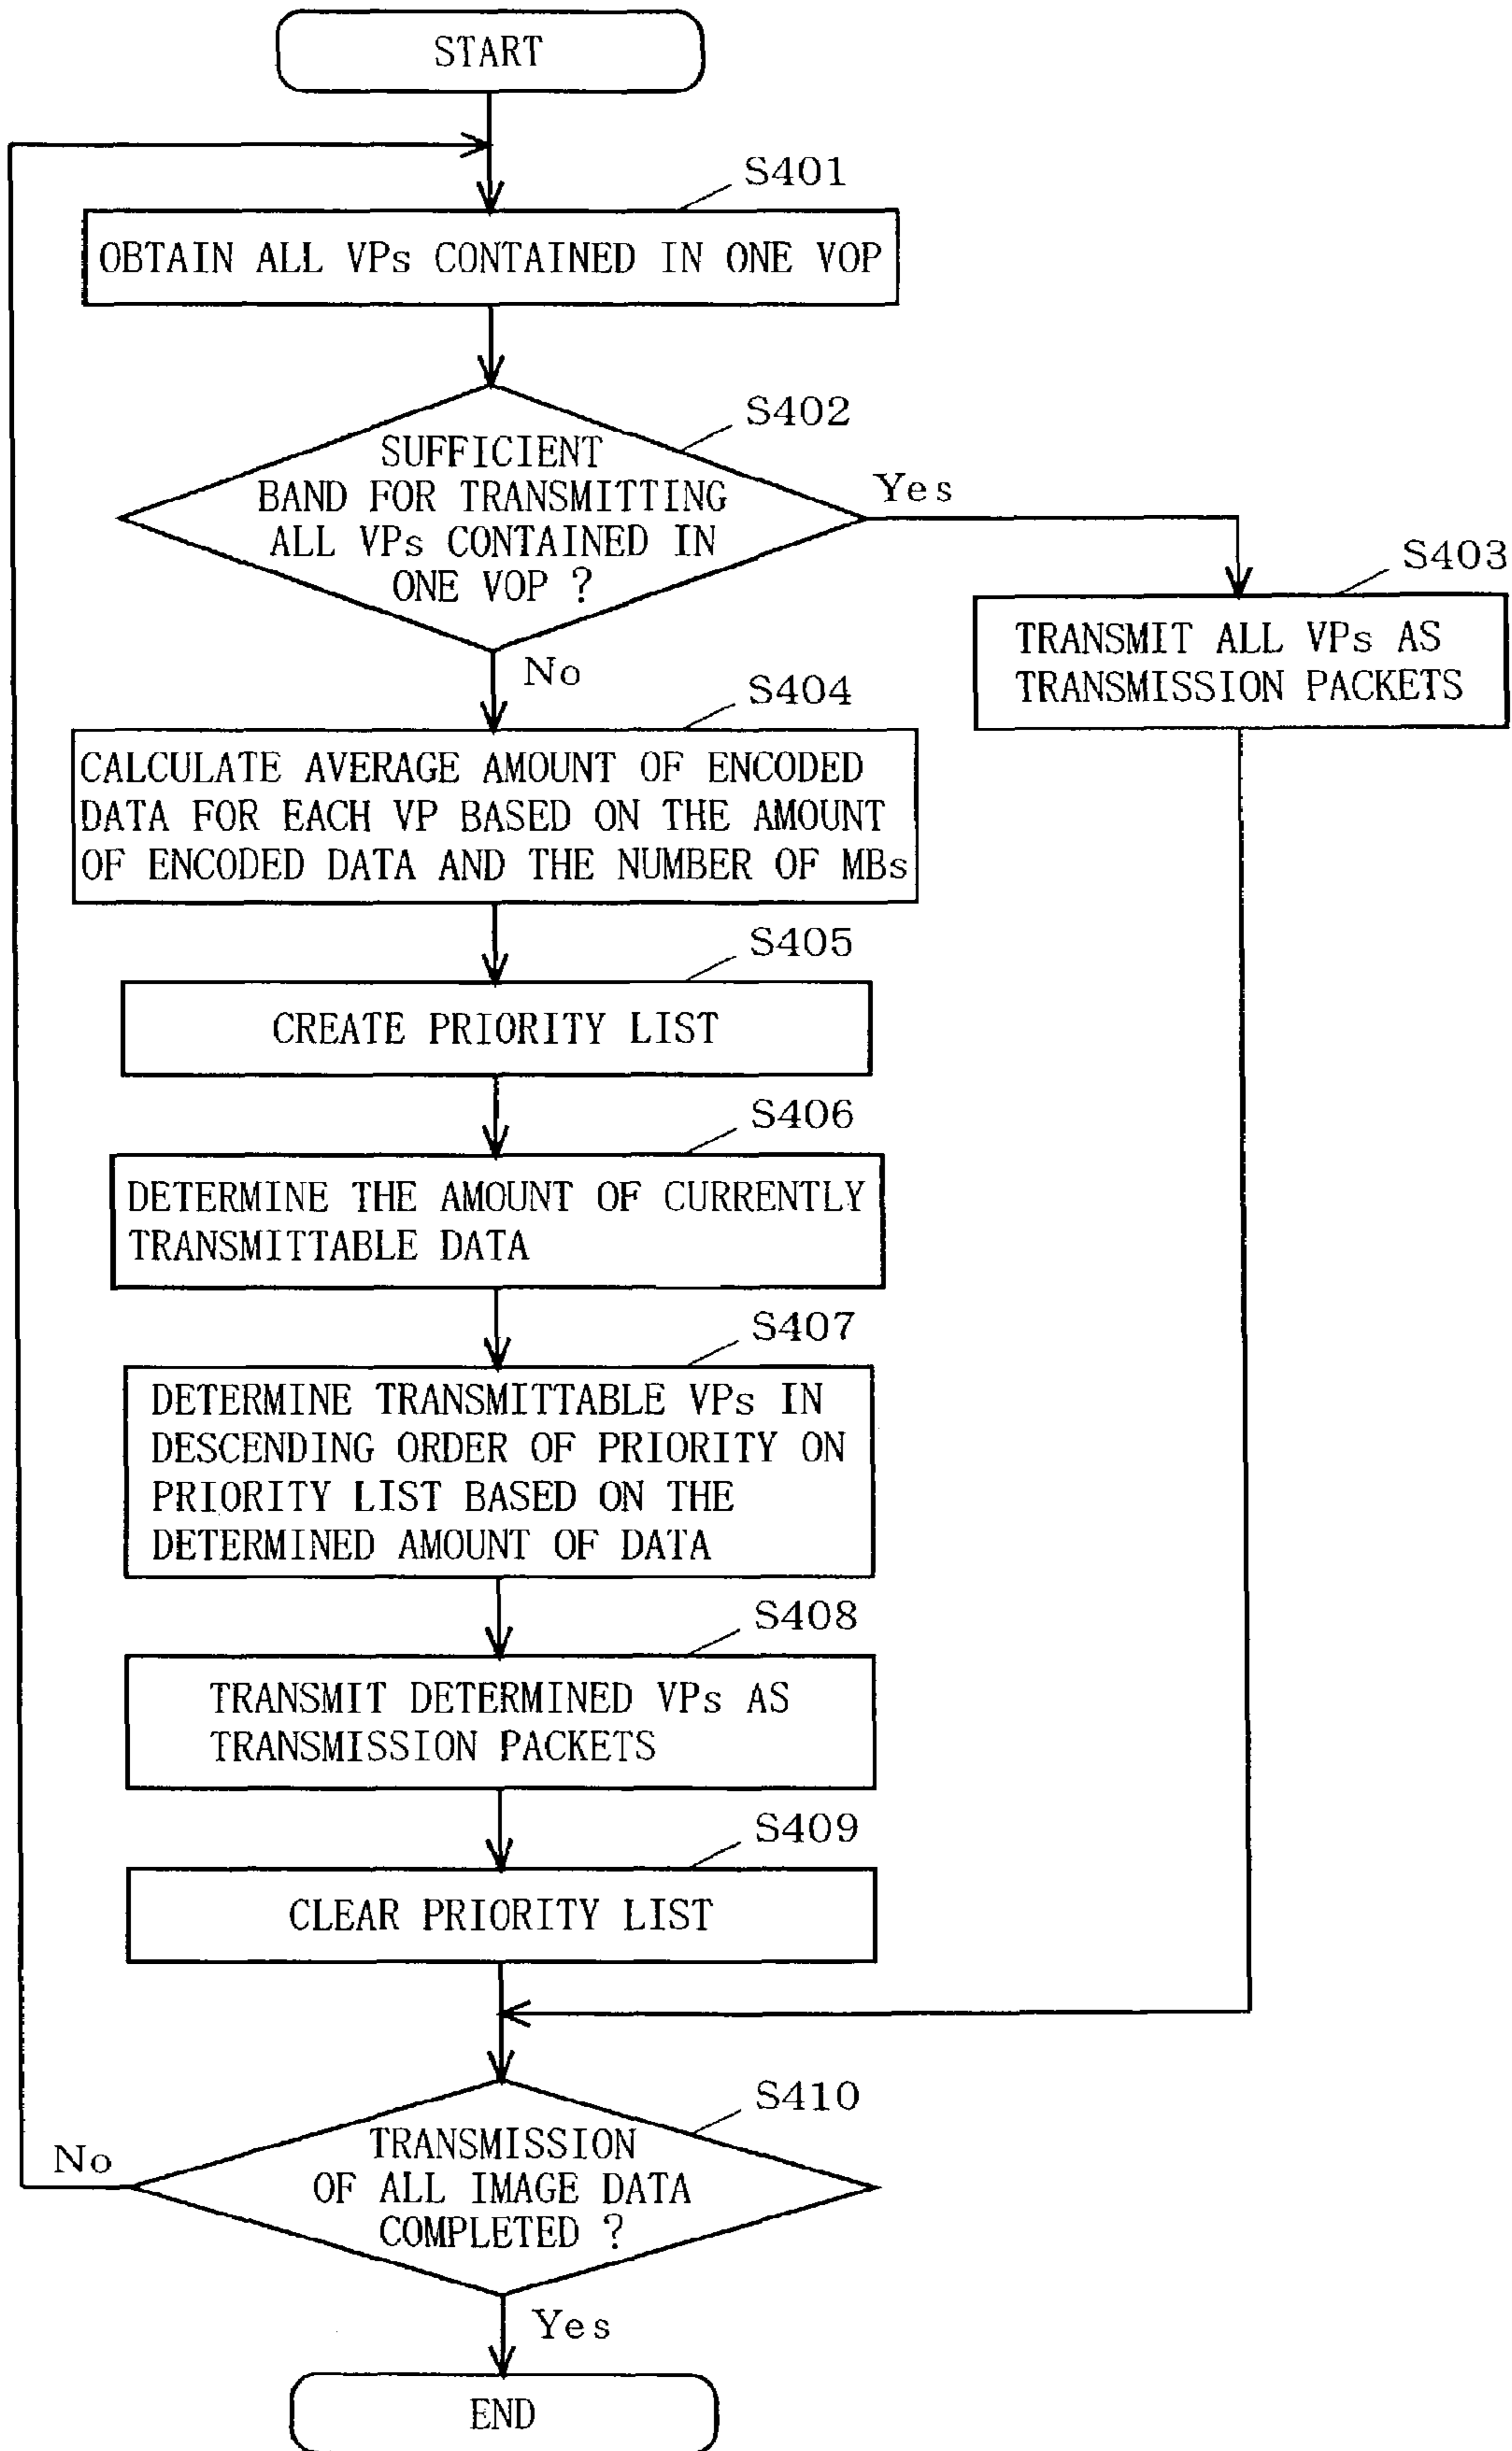 START
S401
OBTAIN ALL VPs CONTAINED IN ONE VOP
S402
SUFFICIENT
BAND FOR TRANSMITTING
ALL VPs CONTAINED IN
ONE VOP ?
Yes
No
S403
TRANSMIT ALL VPs AS
TRANSMISSION PACKETS
S404
CALCULATE AVERAGE AMOUNT OF ENCODED
DATA FOR EACH VP BASED ON THE AMOUNT
OF ENCODED DATA AND THE NUMBER OF MBs
S405
CREATE PRIORITY LIST
S406
DETERMINE THE AMOUNT OF CURRENTLY
TRANSMITTABLE DATA
S407
DETERMINE TRANSMITTABLE VPs IN
DESCENDING ORDER OF PRIORITY ON
PRIORITY LIST BASED ON THE
DETERMINED AMOUNT OF DATA
S408
TRANSMIT DETERMINED VPs AS
TRANSMISSION PACKETS
S409
CLEAR PRIORITY LIST
S410
TRANSMISSION
OF ALL IMAGE DATA
COMPLETED ?
No
Yes
END